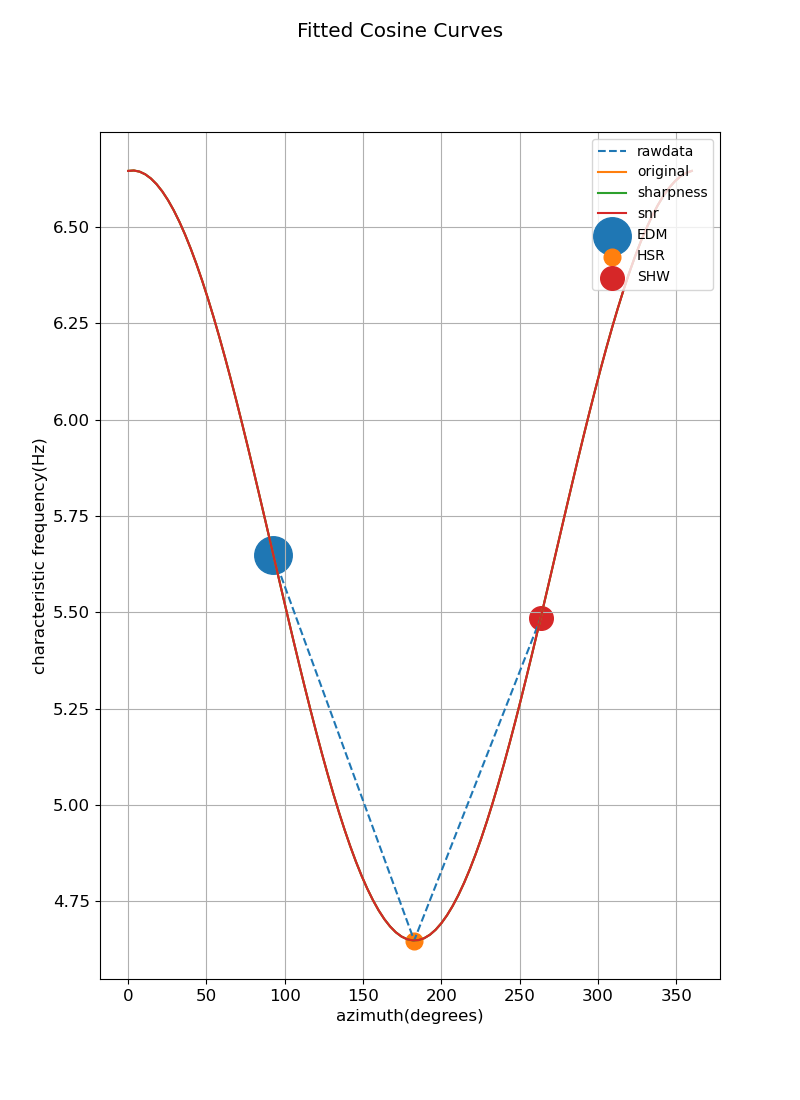 Fitted Cosine Curves
rawdata
original
sharpness
snr
EDM
HSR
SHW
6.50
6.25
6.00
5.75
5.50
5.25
5.00
4.75
characteristic frequency(Hz)
0 50 100 150 200 250 300 350
azimuth(degrees)